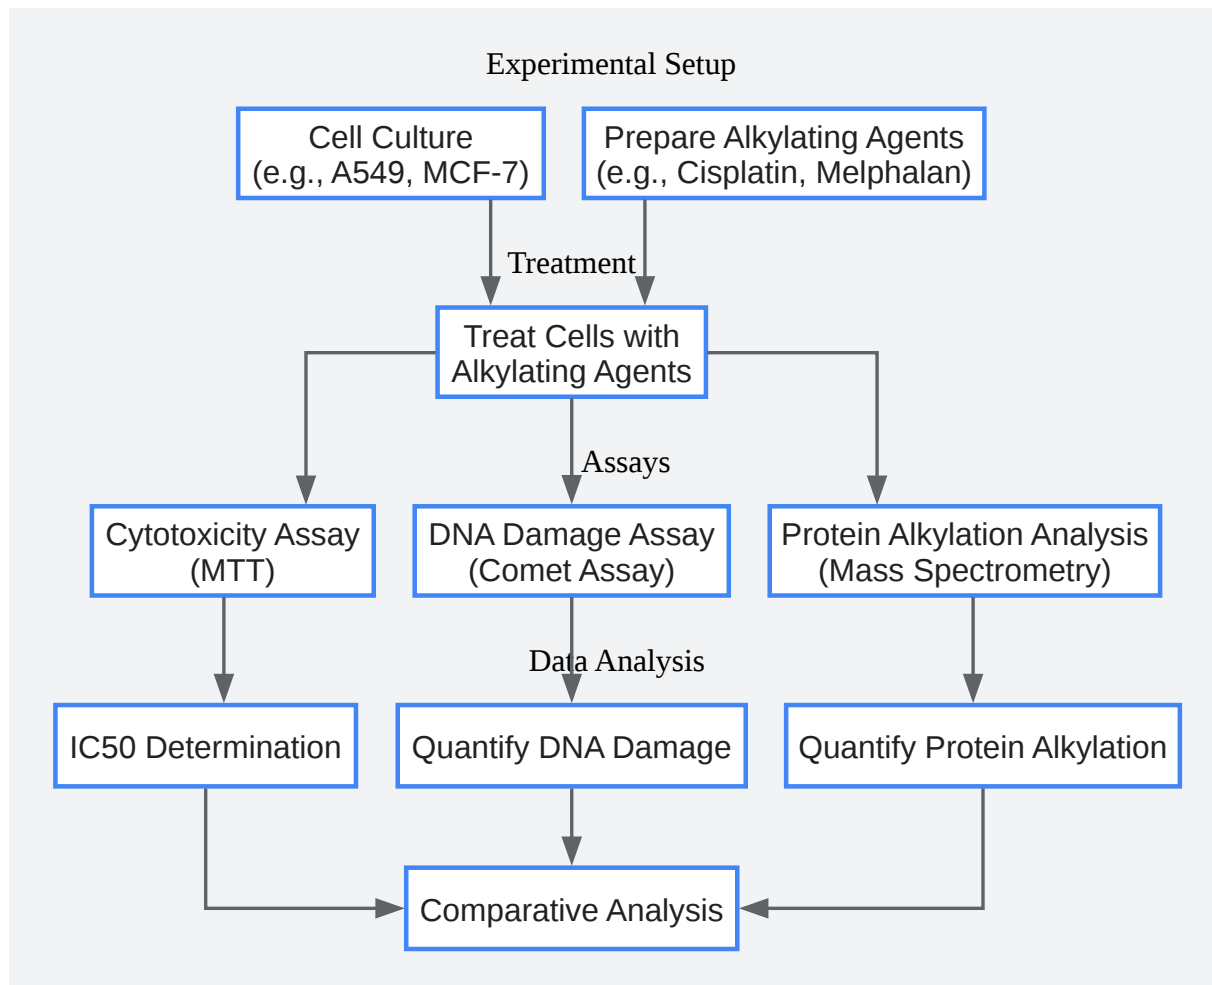 Experimental Setup
Cell Culture
(e.g., A549, MCF-7)
Prepare Alkylating Agents
(e.g., Cisplatin, Melphalan)
Treatment
Treat Cells with
Alkylating Agents
Assays
Cytotoxicity Assay
(MTT)
DNA Damage Assay
(Comet Assay)
Protein Alkylation Analysis
(Mass Spectrometry)
Data Analysis
IC50 Determination
Quantify DNA Damage
Quantify Protein Alkylation
Comparative Analysis